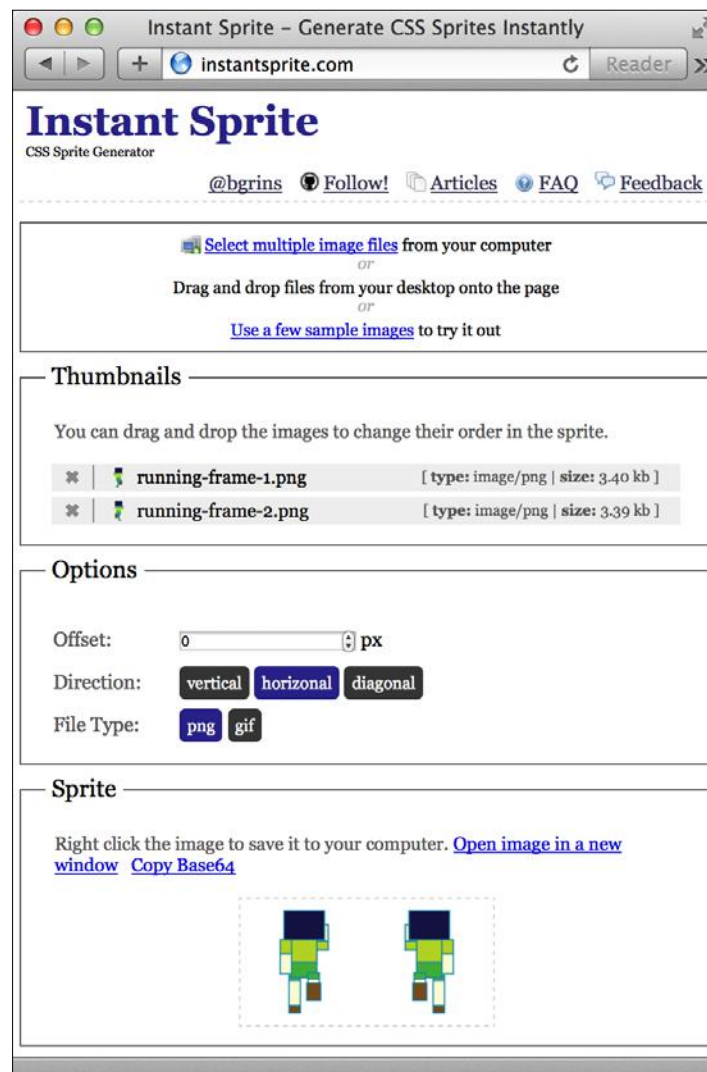 Instant Sprite – Generate CSS Sprites Instantly
instantsprite.com
Reader
Instant Sprite
CSS Sprite Generator
@bgrins Follow! Articles FAQ Feedback
Select multiple image files from your computer
or
Drag and drop files from your desktop onto the page
or
Use a few sample images to try it out
Thumbnails
You can drag and drop the images to change their order in the sprite.
running-frame-1.png [ type: image/png | size: 3.40 kb ]
running-frame-2.png [ type: image/png | size: 3.39 kb ]
Options
Offset: 0 px
Direction: vertical horizonal diagonal
File Type: png gif
Sprite
Right click the image to save it to your computer. Open image in a new
window Copy Base64